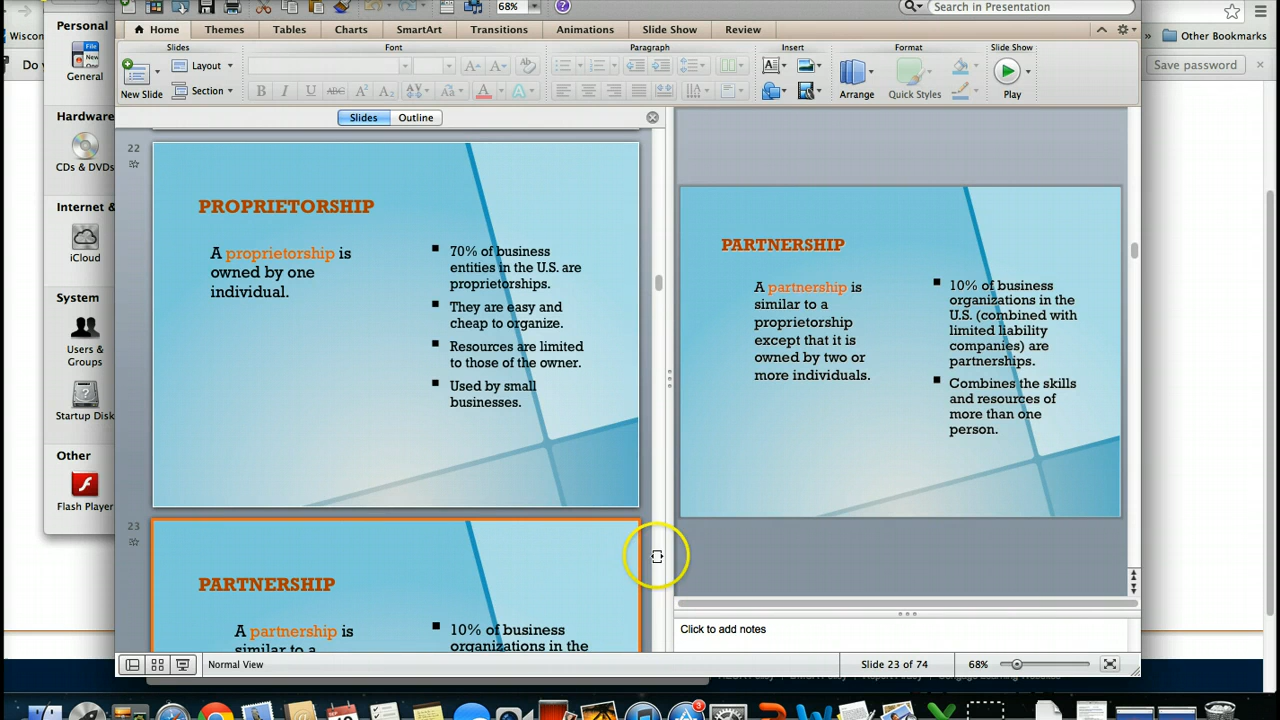 Personal
General
Hardware
CDs & DVDs
Internet &
iCloud
System
Users &
Groups
Startup Disk
Other
Flash Player
68%
Search in Presentation
Home
Themes
Tables
Charts
SmartArt
Transitions
Animations
Slide Show
Review
Slides
Font
Paragraph
Insert
Format
Slide Show
New Slide
Layout
Section
B I U ABC A2 A2
Aa
Arrange
Quick Styles
Play
Slides
Outline
22
PROPRIETORSHIP
A proprietorship is
owned by one
individual.
70% of business
entities in the U.S. are
proprietorships.
They are easy and
cheap to organize.
Resources are limited
to those of the owner.
Used by small
businesses.
23
PARTNERSHIP
A partnership is
similar to a
10% of business
organizations in the
PARTNERSHIP
A partnership is
similar to a
proprietorship
except that it is
owned by two or
more individuals.
10% of business
organizations in the
U.S. (combined with
limited liability
companies) are
partnerships.
Combines the skills
and resources of
more than one
person.
Click to add notes
Normal View
Slide 23 of 74
68%
Wiscon
Do
Other Bookmarks
Save password
3